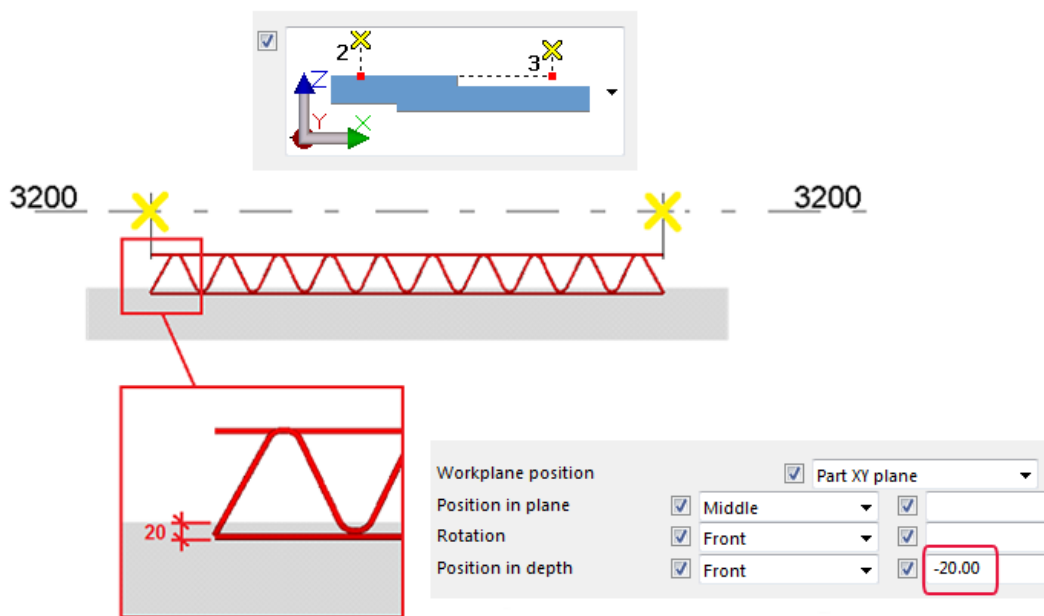 2
3
Z
Y
X
3200
3200
20
Workplane position
Part XY plane
Position in plane
Middle
Rotation
Front
Position in depth
Front
-20.00